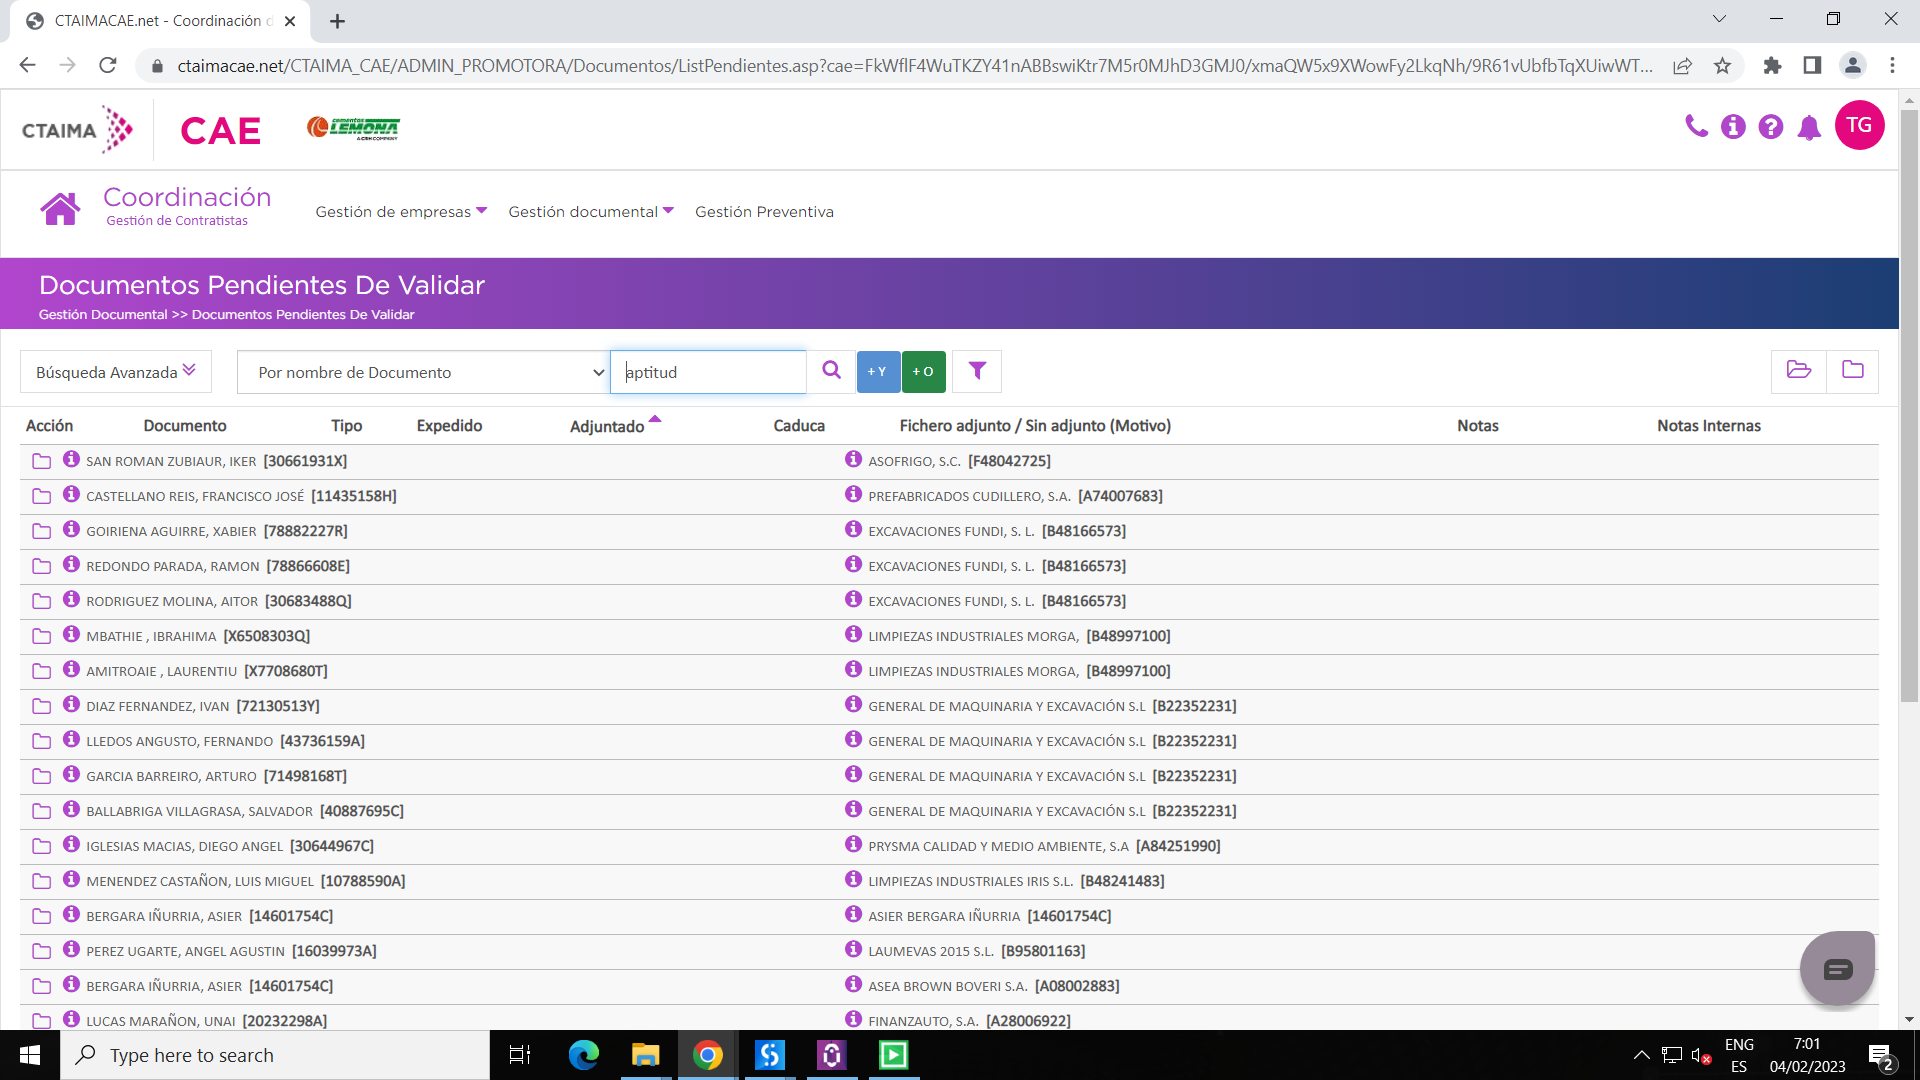 CTAIMACAE.net - Coordinación d
ctaimacae.net/CTAIMA_CAE/ADMIN_PROMOTORA/Documentos/ListPendientes.asp?cae=FkWflF4WuTKZY41nABBswiKtr7M5r0MJhD3GMJ0/xmaQW5x9XWowFy2LkqNh/9R61vUbfbTqXUiwWT...
CTAIMA CAE cementos LEMONA A CRH COMPANY
TG
Coordinación
Gestión de Contratistas
Gestión de empresas Gestión documental Gestión Preventiva
Documentos Pendientes De Validar
Gestión Documental >> Documentos Pendientes De Validar
Búsqueda Avanzada Por nombre de Documento aptitud + Y + O
Acción Documento Tipo Expedido Adjuntado Caduca Fichero adjunto / Sin adjunto (Motivo) Notas Notas Internas
SAN ROMAN ZUBIAUR, IKER [30661931X] ASOFRIGO, S.C. [F48042725]
CASTELLANO REIS, FRANCISCO JOSÉ [11435158H] PREFABRICADOS CUDILLERO, S.A. [A74007683]
GOIRIENA AGUIRRE, XABIER [78882227R] EXCAVACIONES FUNDI, S. L. [B48166573]
REDONDO PARADA, RAMON [78866608E] EXCAVACIONES FUNDI, S. L. [B48166573]
RODRIGUEZ MOLINA, AITOR [30683488Q] EXCAVACIONES FUNDI, S. L. [B48166573]
MBATHIE , IBRAHIMA [X6508303Q] LIMPIEZAS INDUSTRIALES MORGA, [B48997100]
AMITROAIE , LAURENTIU [X7708680T] LIMPIEZAS INDUSTRIALES MORGA, [B48997100]
DIAZ FERNANDEZ, IVAN [72130513Y] GENERAL DE MAQUINARIA Y EXCAVACIÓN S.L [B22352231]
LLEDOS ANGUSTO, FERNANDO [43736159A] GENERAL DE MAQUINARIA Y EXCAVACIÓN S.L [B22352231]
GARCIA BARREIRO, ARTURO [71498168T] GENERAL DE MAQUINARIA Y EXCAVACIÓN S.L [B22352231]
BALLABRIGA VILLAGRASA, SALVADOR [40887695C] GENERAL DE MAQUINARIA Y EXCAVACIÓN S.L [B22352231]
IGLESIAS MACIAS, DIEGO ANGEL [30644967C] PRYSMA CALIDAD Y MEDIO AMBIENTE, S.A [A84251990]
MENENDEZ CASTAÑON, LUIS MIGUEL [10788590A] LIMPIEZAS INDUSTRIALES IRIS S.L. [B48241483]
BERGARA IÑURRIA, ASIER [14601754C] ASIER BERGARA IÑURRIA [14601754C]
PEREZ UGARTE, ANGEL AGUSTIN [16039973A] LAUMEVAS 2015 S.L. [B95801163]
BERGARA IÑURRIA, ASIER [14601754C] ASEA BROWN BOVERI S.A. [A08002883]
LUCAS MARAÑON, UNAI [20232298A] FINANZAUTO, S.A. [A28006922]
Type here to search
ENG
ES
7:01
04/02/2023
2